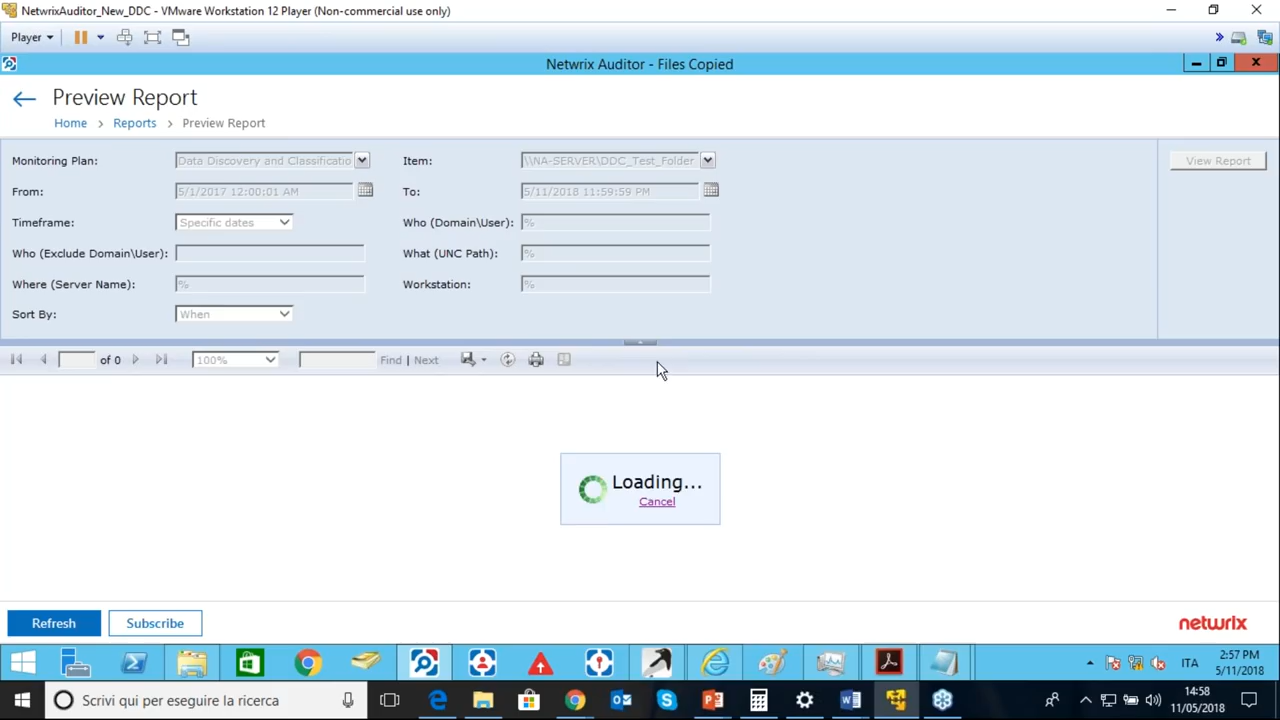 NetwrixAuditor_New_DDC - VMware Workstation 12 Player (Non-commercial use only)
Player
Netwrix Auditor - Files Copied
Preview Report
Home > Reports > Preview Report
Monitoring Plan: Data Discovery and Classificatio Item: \\NA-SERVER\DDC_Test_Folder View Report
From: 5/1/2017 12:00:01 AM To: 5/11/2018 11:59:59 PM
Timeframe: Specific dates Who (Domain\User): %
Who (Exclude Domain\User): What (UNC Path): %
Where (Server Name): % Workstation: %
Sort By: When
of 0 100% Find | Next
Loading...
Cancel
Refresh Subscribe netwrix
ITA 2:57 PM
5/11/2018
Scrivi qui per eseguire la ricerca 14:58
11/05/2018